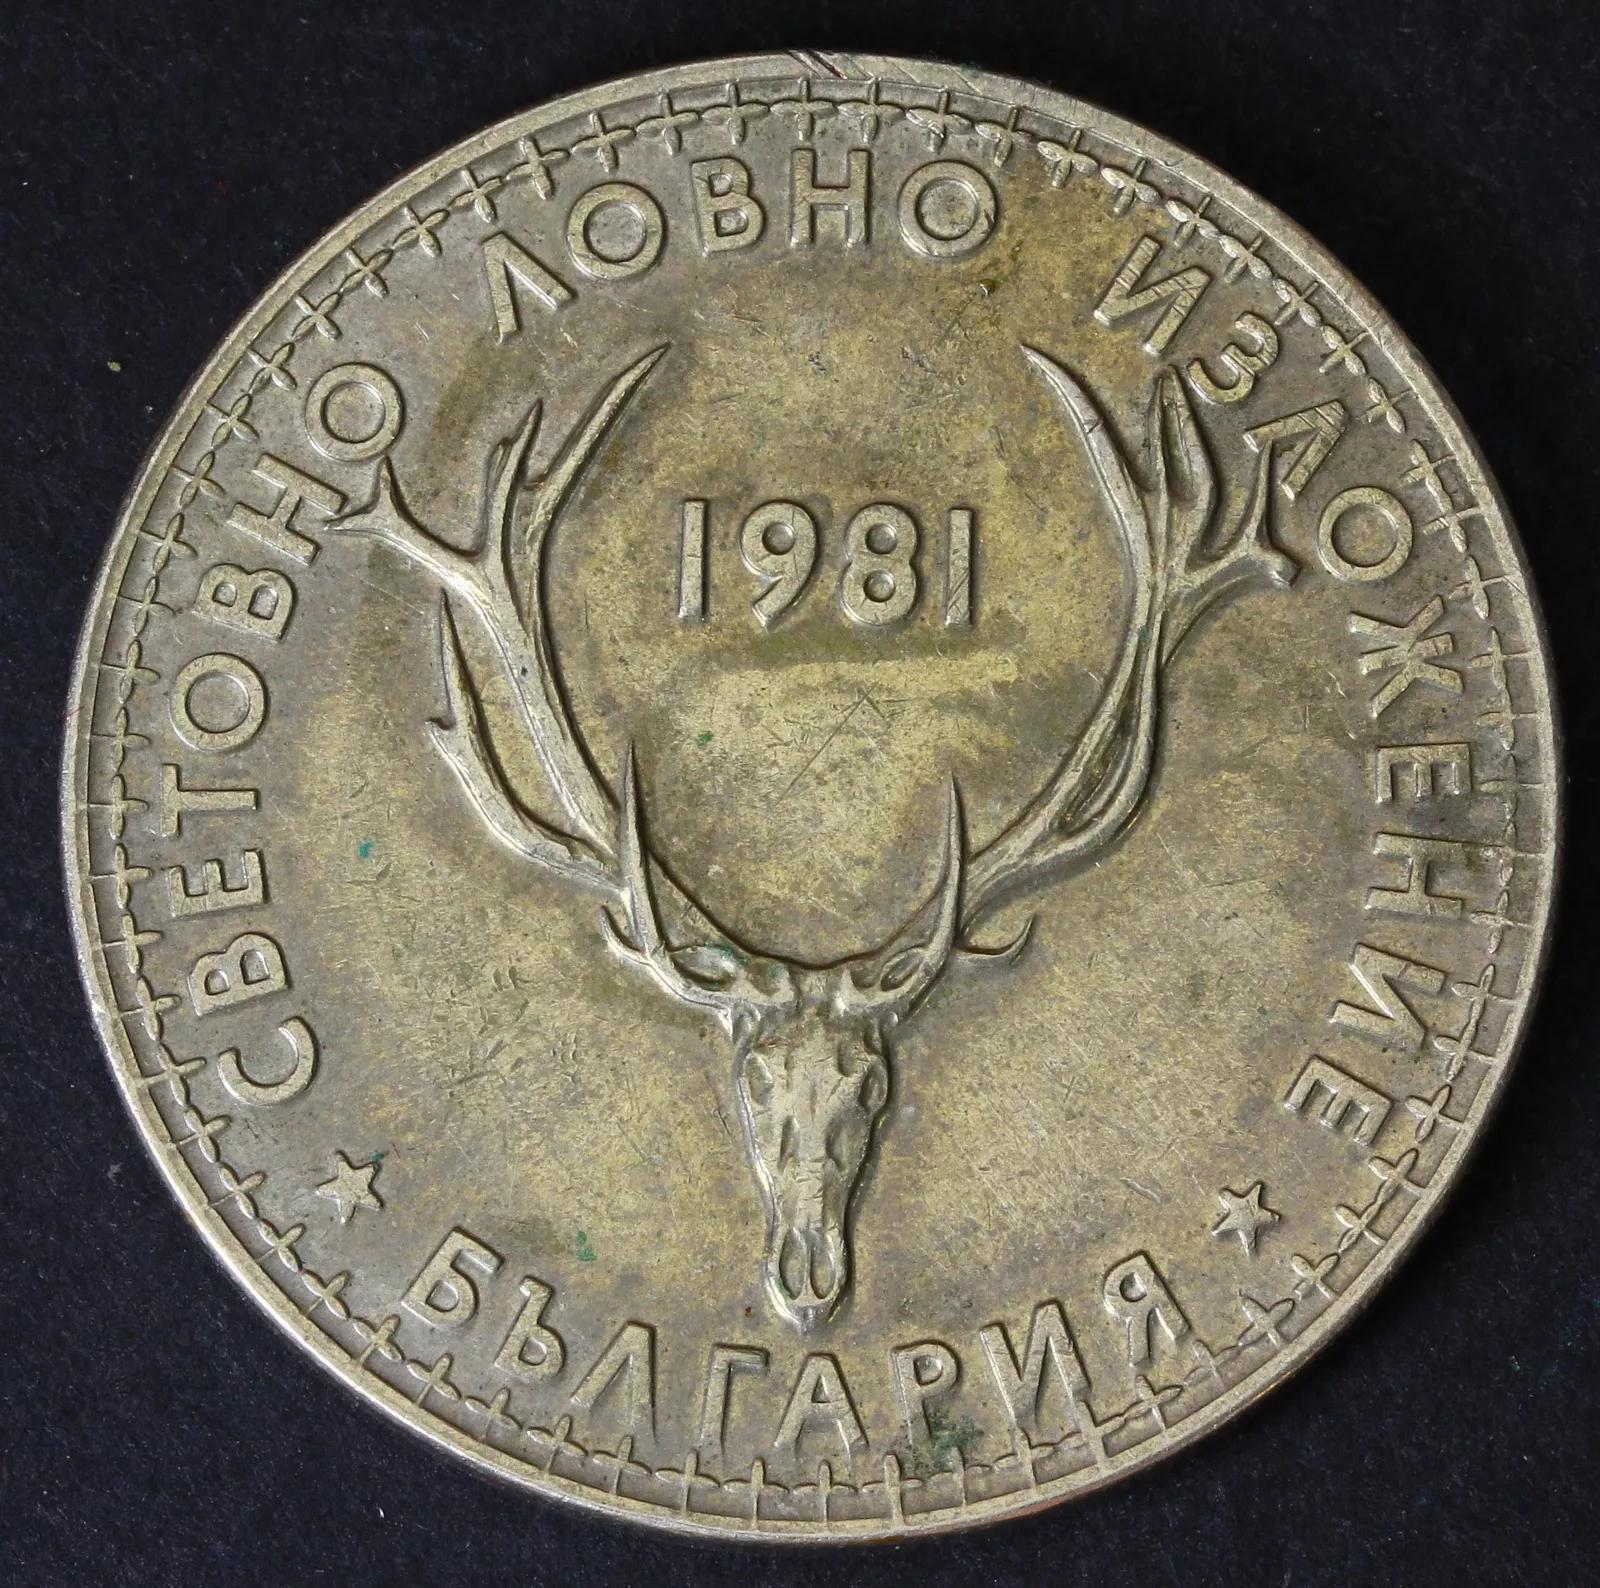 СВЕТОВНО ЛОВНО ИЗЛОЖЕНИЕ
1981
БЪЛГАРИЯ